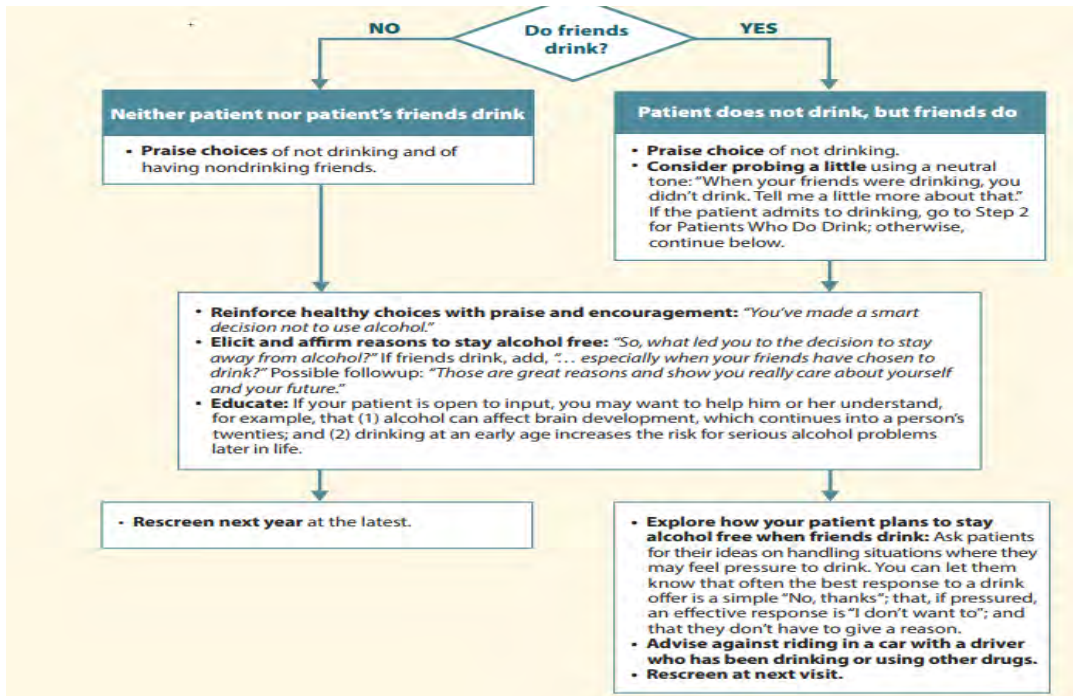 NO
Do friends
drink?
YES
Neither patient nor patient's friends drink
• Praise choices of not drinking and of
having nondrinking friends.
Patient does not drink, but friends do
• Praise choice of not drinking.
• Consider probing a little using a neutral
tone: "When your friends were drinking, you
didn't drink. Tell me a little more about that."
If the patient admits to drinking, go to Step 2
for Patients Who Do Drink; otherwise,
continue below.
• Reinforce healthy choices with praise and encouragement: "You've made a smart
decision not to use alcohol."
• Elicit and affirm reasons to stay alcohol free: "So, what led you to the decision to stay
away from alcohol?" If friends drink, add, "... especially when your friends have chosen to
drink?" Possible followup: "Those are great reasons and show you really care about yourself
and your future."
• Educate: If your patient is open to input, you may want to help him or her understand,
for example, that (1) alcohol can affect brain development, which continues into a person's
twenties; and (2) drinking at an early age increases the risk for serious alcohol problems
later in life.
• Rescreen next year at the latest.
• Explore how your patient plans to stay
alcohol free when friends drink: Ask patients
for their ideas on handling situations where they
may feel pressure to drink. You can let them
know that often the best response to a drink
offer is a simple "No, thanks"; that, if pressured,
an effective response is "I don't want to"; and
that they don't have to give a reason.
• Advise against riding in a car with a driver
who has been drinking or using other drugs.
• Rescreen at next visit.